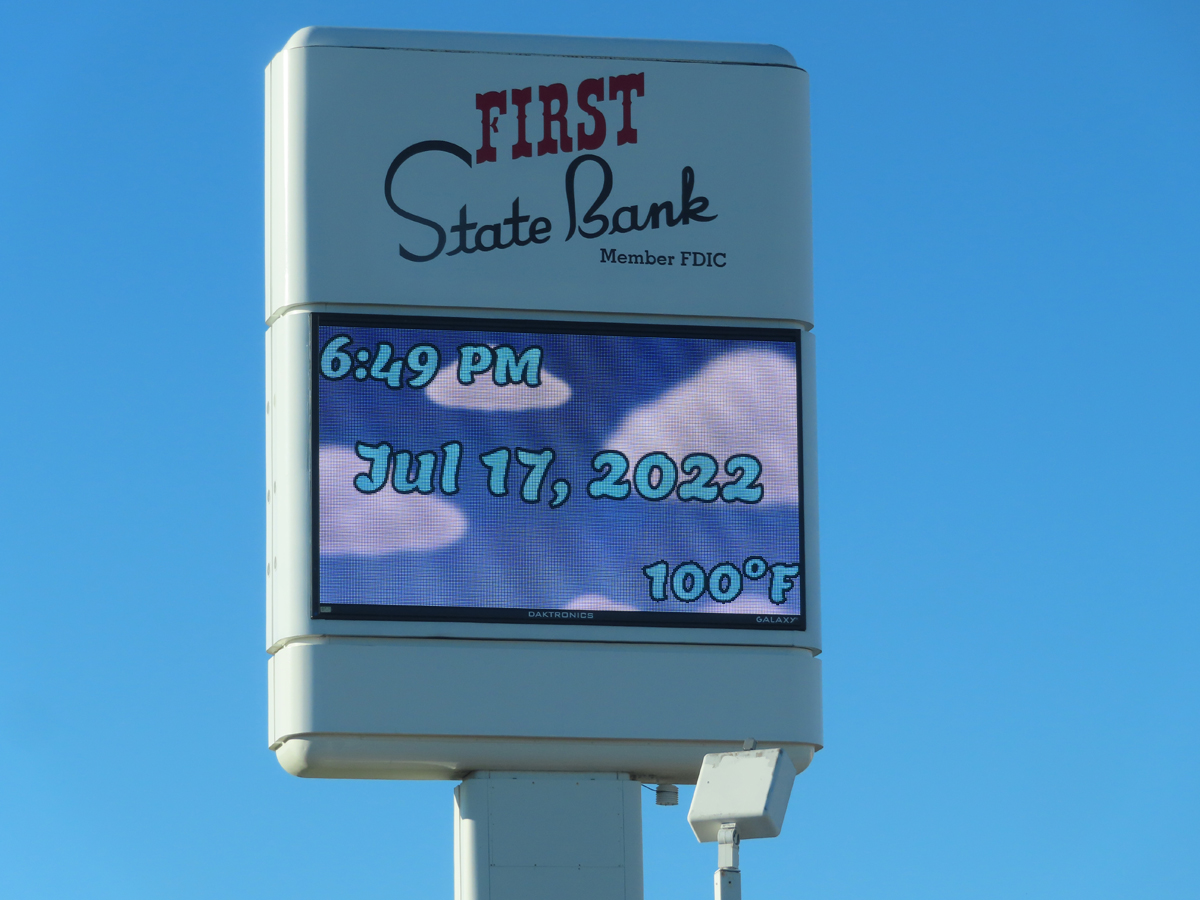 FIRST
State Bank
Member FDIC
6:49 PM
Jul 17, 2022
100°F
DAKTRONICS
GALAXY